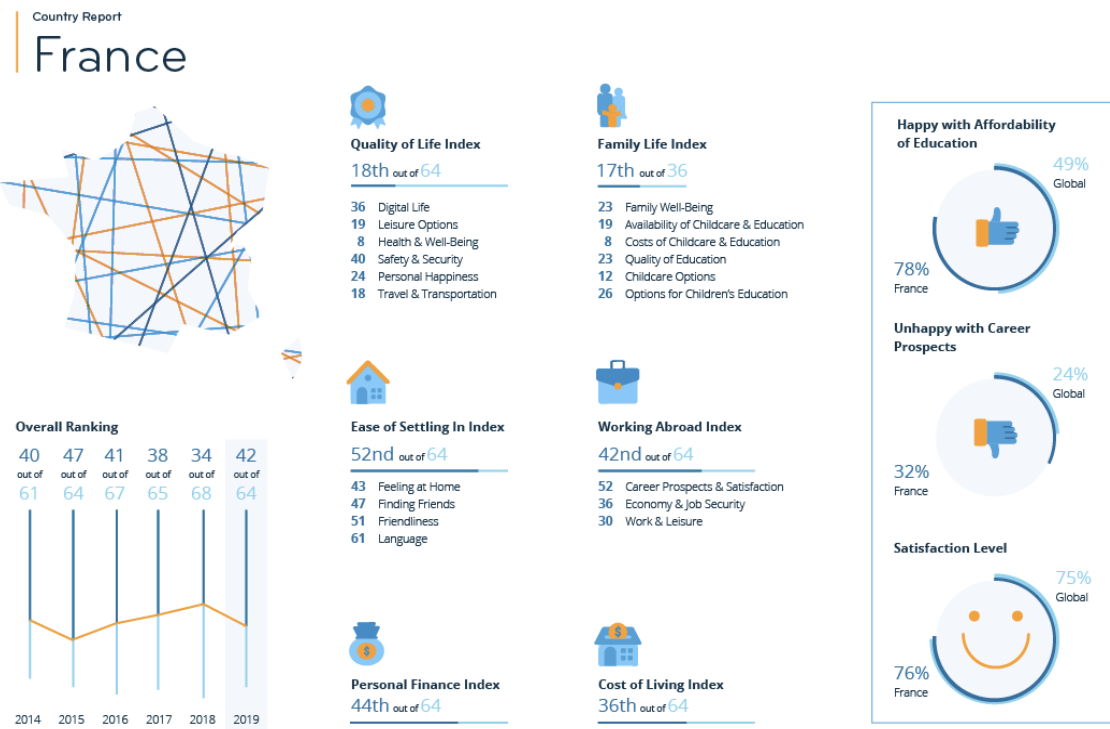 Country Report
France
Quality of Life Index
18th out of 64
36 Digital Life
19 Leisure Options
8 Health & Well-Being
40 Safety & Security
24 Personal Happiness
18 Travel & Transportation
Family Life Index
17th out of 36
23 Family Well-Being
19 Availability of Childcare & Education
8 Costs of Childcare & Education
23 Quality of Education
12 Childcare Options
26 Options for Children's Education
Overall Ranking
40 47 41 38 34 42
out of out of out of out of out of out of
61 64 67 65 68 64
2014 2015 2016 2017 2018 2019
Ease of Settling In Index
52nd out of 64
43 Feeling at Home
47 Finding Friends
51 Friendliness
61 Language
Working Abroad Index
42nd out of 64
52 Career Prospects & Satisfaction
36 Economy & Job Security
30 Work & Leisure
$
Personal Finance Index
44th out of 64
$
Cost of Living Index
36th out of 64
Happy with Affordability
of Education
49%
Global
78%
France
Unhappy with Career
Prospects
24%
Global
32%
France
Satisfaction Level
75%
Global
76%
France